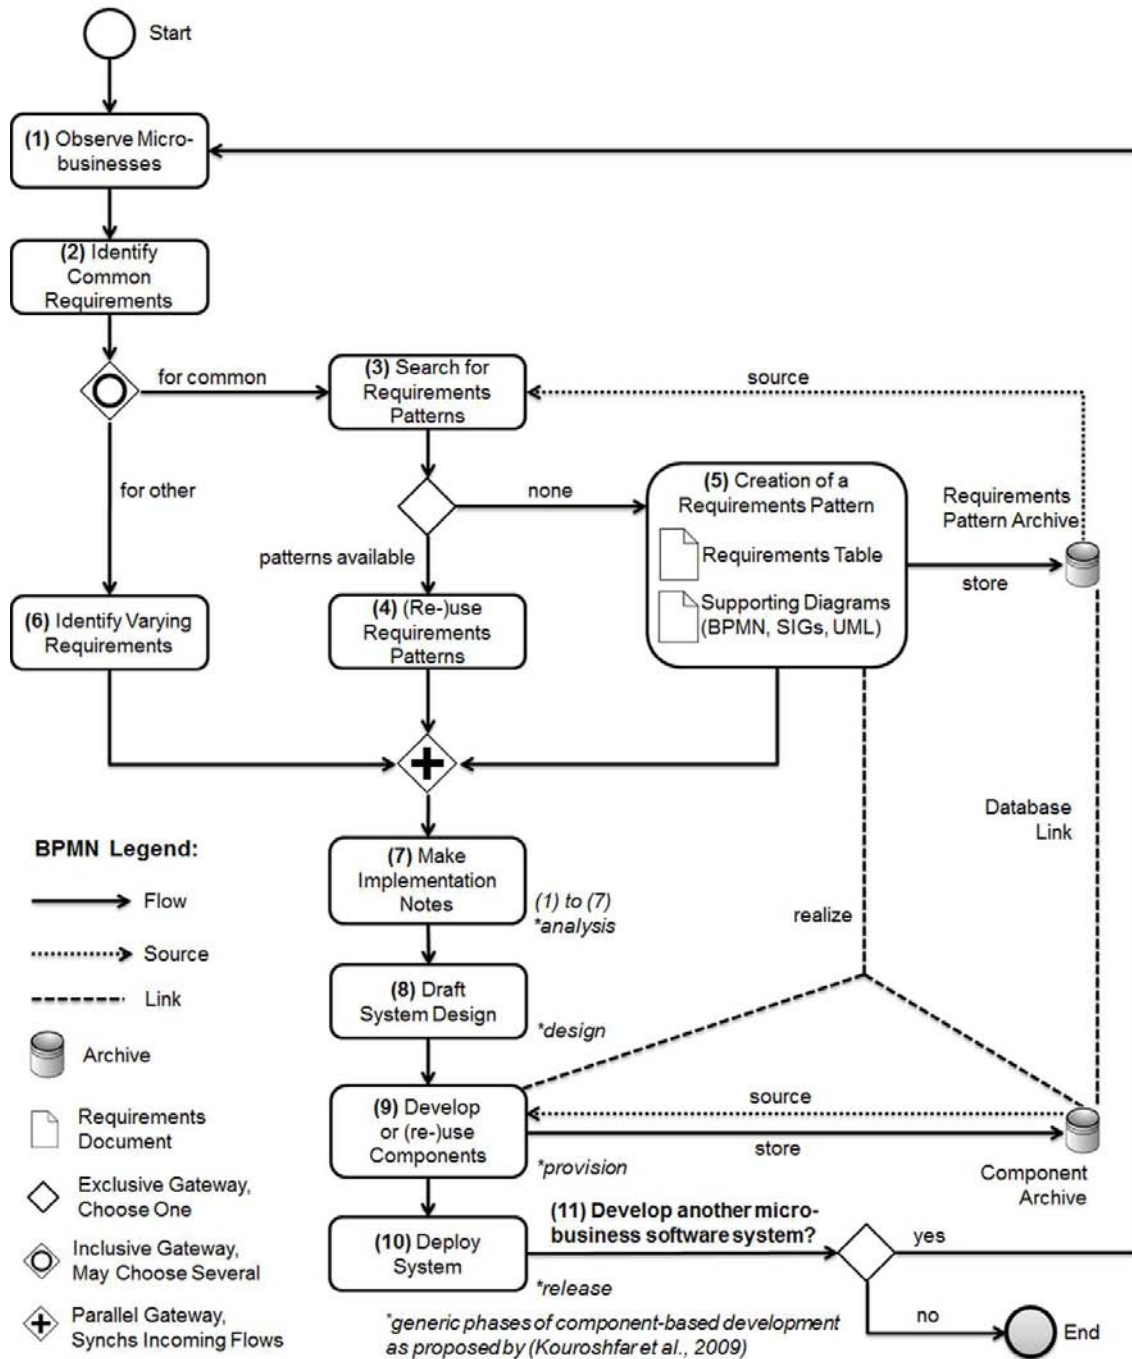 Start
(1) Observe Micro-
businesses
(2) Identify
Common
Requirements
for common
(3) Search for
Requirements
Patterns
source
for other
none
(5) Creation of a
Requirements Pattern
Requirements Table
Supporting Diagrams
(BPMN, SIGs, UML)
Requirements
Pattern Archive
store
patterns available
(6) Identify Varying
Requirements
(4) (Re-)use
Requirements
Patterns
Database
Link
realize
(7) Make
Implementation
Notes
(1) to (7)
*analysis
(8) Draft
System Design
*design
(9) Develop
or (re-)use
Components
source
store
*provision
Component
Archive
(10) Deploy
System
(11) Develop another micro-
business software system?
yes
*release
no
End
*generic phases of component-based development
as proposed by (Kouroshfar et al., 2009)
BPMN Legend:
Flow
Source
Link
Archive
Requirements
Document
Exclusive Gateway,
Choose One
Inclusive Gateway,
May Choose Several
Parallel Gateway,
Synchs Incoming Flows